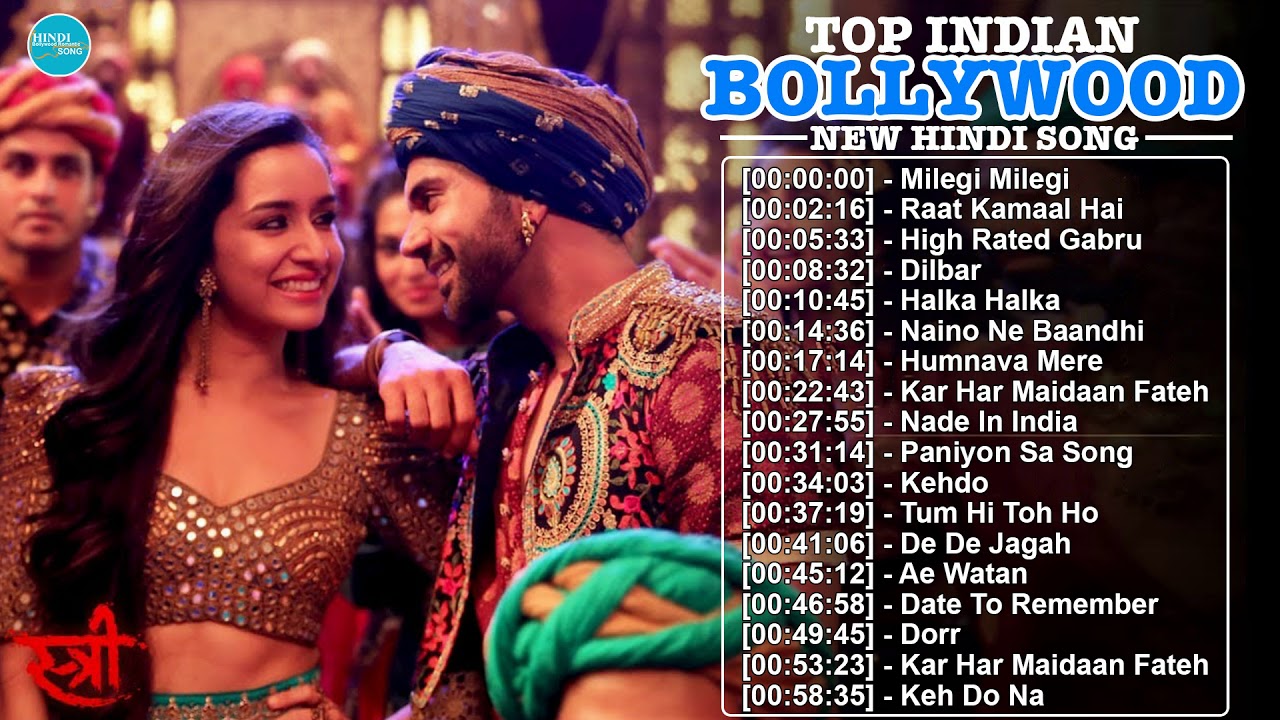 HINDI
Bollywood Romantic
SONG
TOP INDIAN
BOLLYWOOD
NEW HINDI SONG
[00:00:00] - Milegi Milegi
[00:02:16] - Raat Kamaal Hai
[00:05:33] - High Rated Gabru
[00:08:32] - Dilbar
[00:10:45] - Halka Halka
[00:14:36] - Naino Ne Baandhi
[00:17:14] - Humnava Mere
[00:22:43] - Kar Har Maidaan Fateh
[00:27:55] - Nade In India
[00:31:14] - Paniyon Sa Song
[00:34:03] - Kehdo
[00:37:19] - Tum Hi Toh Ho
[00:41:06] - De De Jagah
[00:45:12] - Ae Watan
[00:46:58] - Date To Remember
[00:49:45] - Dorr
[00:53:23] - Kar Har Maidaan Fateh
[00:58:35] - Keh Do Na
स्त्री